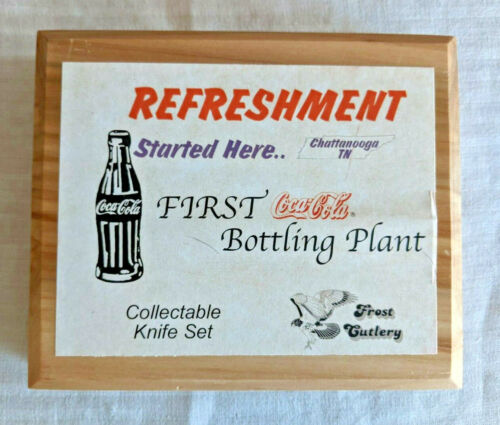 REFRESHMENT
Started Here..
Chattanooga
TN
Coca-Cola
FIRST Coca-Cola®
Bottling Plant
Collectable
Knife Set
Frost
Cutlery